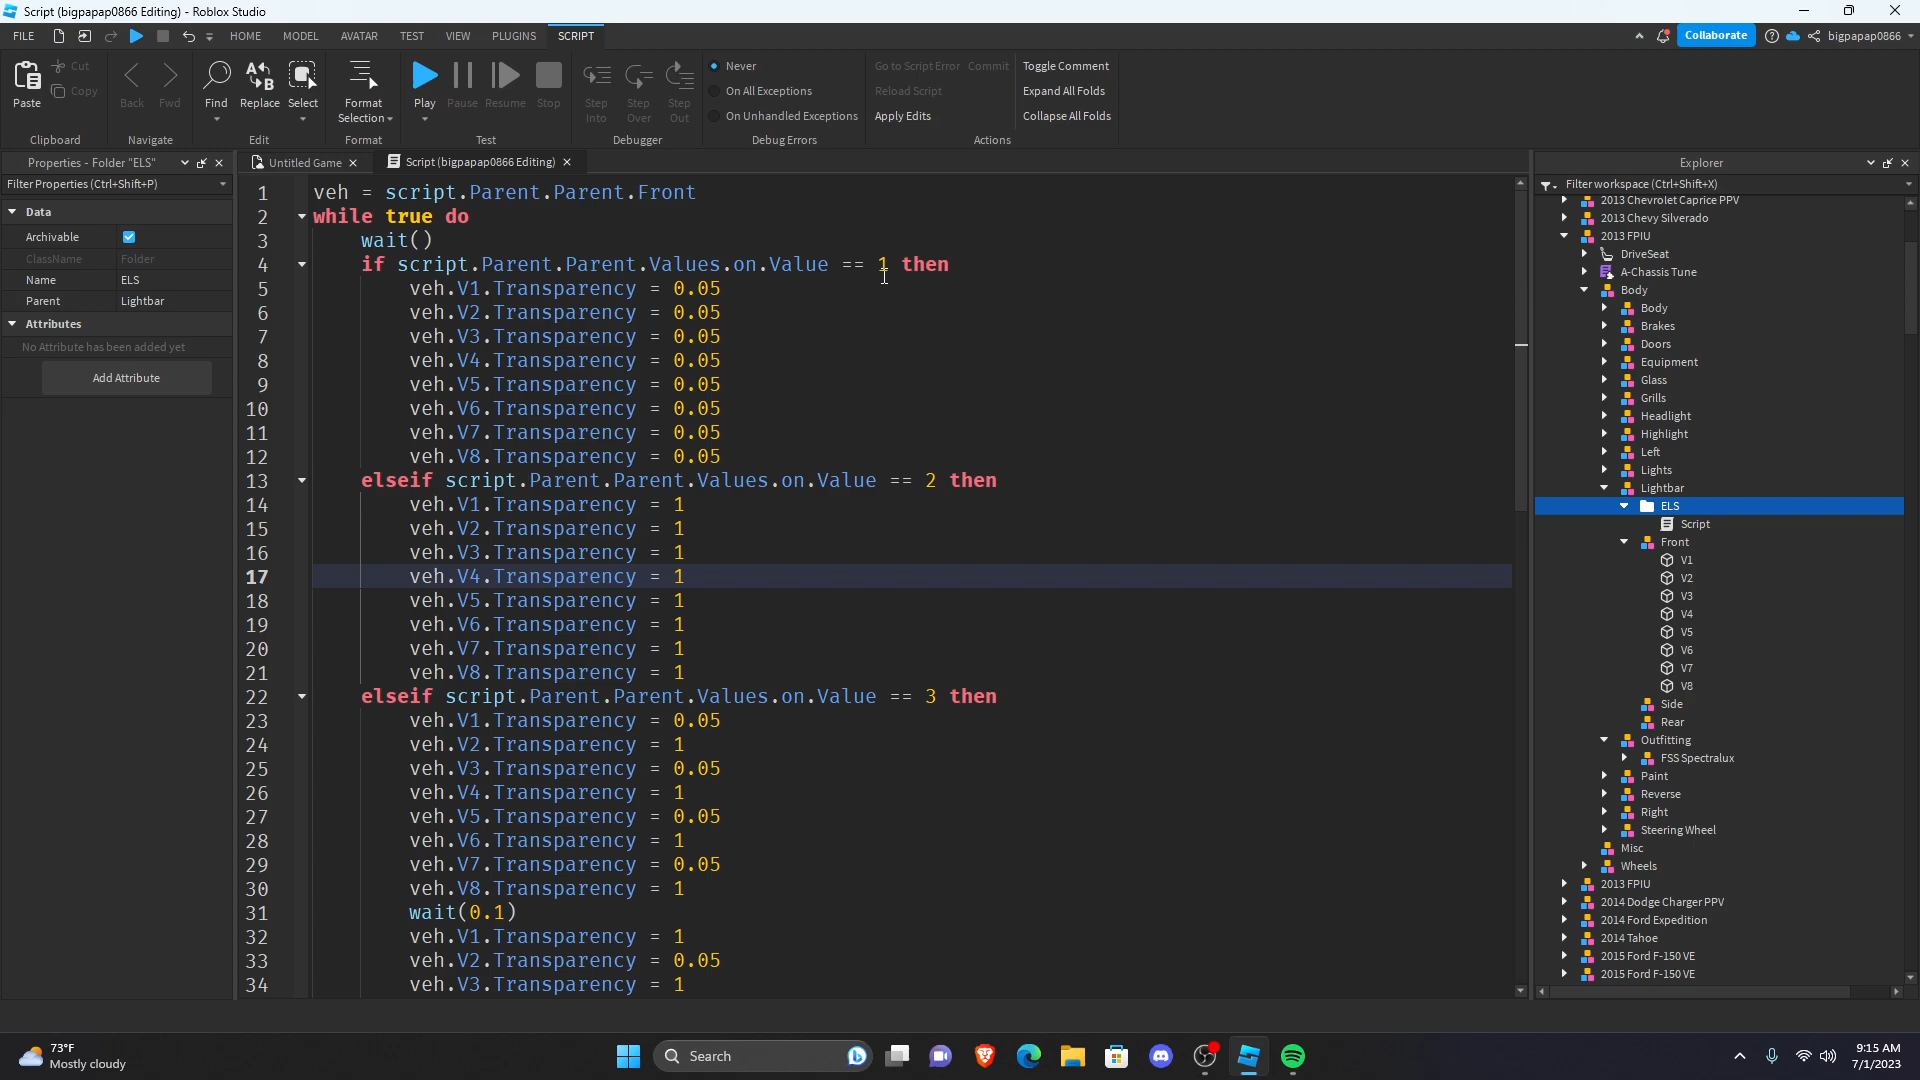 Script (bigpapap0866 Editing) - Roblox Studio
FILE HOME MODEL AVATAR TEST VIEW PLUGINS SCRIPT Collaborate bigpapap0866
Paste Cut Copy Back Fwd Find Replace Select Format Selection Play Pause Resume Stop Step Into Step Over Step Out
Never
On All Exceptions
On Unhandled Exceptions
Go to Script Error Commit
Reload Script
Apply Edits
Toggle Comment
Expand All Folds
Collapse All Folds
Clipboard Navigate Edit Format Test Debugger Debug Errors Actions
Properties - Folder "ELS"
Filter Properties (Ctrl+Shift+P)
Data
Archivable
ClassName Folder
Name ELS
Parent Lightbar
Attributes
No Attribute has been added yet
Add Attribute
Untitled Game Script (bigpapap0866 Editing)
1 veh = script.Parent.Parent.Front
2 while true do
3 wait()
4 if script.Parent.Parent.Values.on.Value == 1 then
5 veh.V1.Transparency = 0.05
6 veh.V2.Transparency = 0.05
7 veh.V3.Transparency = 0.05
8 veh.V4.Transparency = 0.05
9 veh.V5.Transparency = 0.05
10 veh.V6.Transparency = 0.05
11 veh.V7.Transparency = 0.05
12 veh.V8.Transparency = 0.05
13 elseif script.Parent.Parent.Values.on.Value == 2 then
14 veh.V1.Transparency = 1
15 veh.V2.Transparency = 1
16 veh.V3.Transparency = 1
17 veh.V4.Transparency = 1
18 veh.V5.Transparency = 1
19 veh.V6.Transparency = 1
20 veh.V7.Transparency = 1
21 veh.V8.Transparency = 1
22 elseif script.Parent.Parent.Values.on.Value == 3 then
23 veh.V1.Transparency = 0.05
24 veh.V2.Transparency = 1
25 veh.V3.Transparency = 0.05
26 veh.V4.Transparency = 1
27 veh.V5.Transparency = 0.05
28 veh.V6.Transparency = 1
29 veh.V7.Transparency = 0.05
30 veh.V8.Transparency = 1
31 wait(0.1)
32 veh.V1.Transparency = 1
33 veh.V2.Transparency = 0.05
34 veh.V3.Transparency = 1
Explorer
Filter workspace (Ctrl+Shift+X)
2013 Chevrolet Caprice PPV
2013 Chevy Silverado
2013 FPIU
DriveSeat
A-Chassis Tune
Body
Body
Brakes
Doors
Equipment
Glass
Grills
Headlight
Highlight
Left
Lights
Lightbar
ELS
Script
Front
V1
V2
V3
V4
V5
V6
V7
V8
Side
Rear
Outfitting
FSS Spectralux
Paint
Reverse
Right
Steering Wheel
Misc
Wheels
2013 FPIU
2014 Dodge Charger PPV
2014 Ford Expedition
2014 Tahoe
2015 Ford F-150 VE
2015 Ford F-150 VE
73°F
Mostly cloudy
Search
9:15 AM
7/1/2023